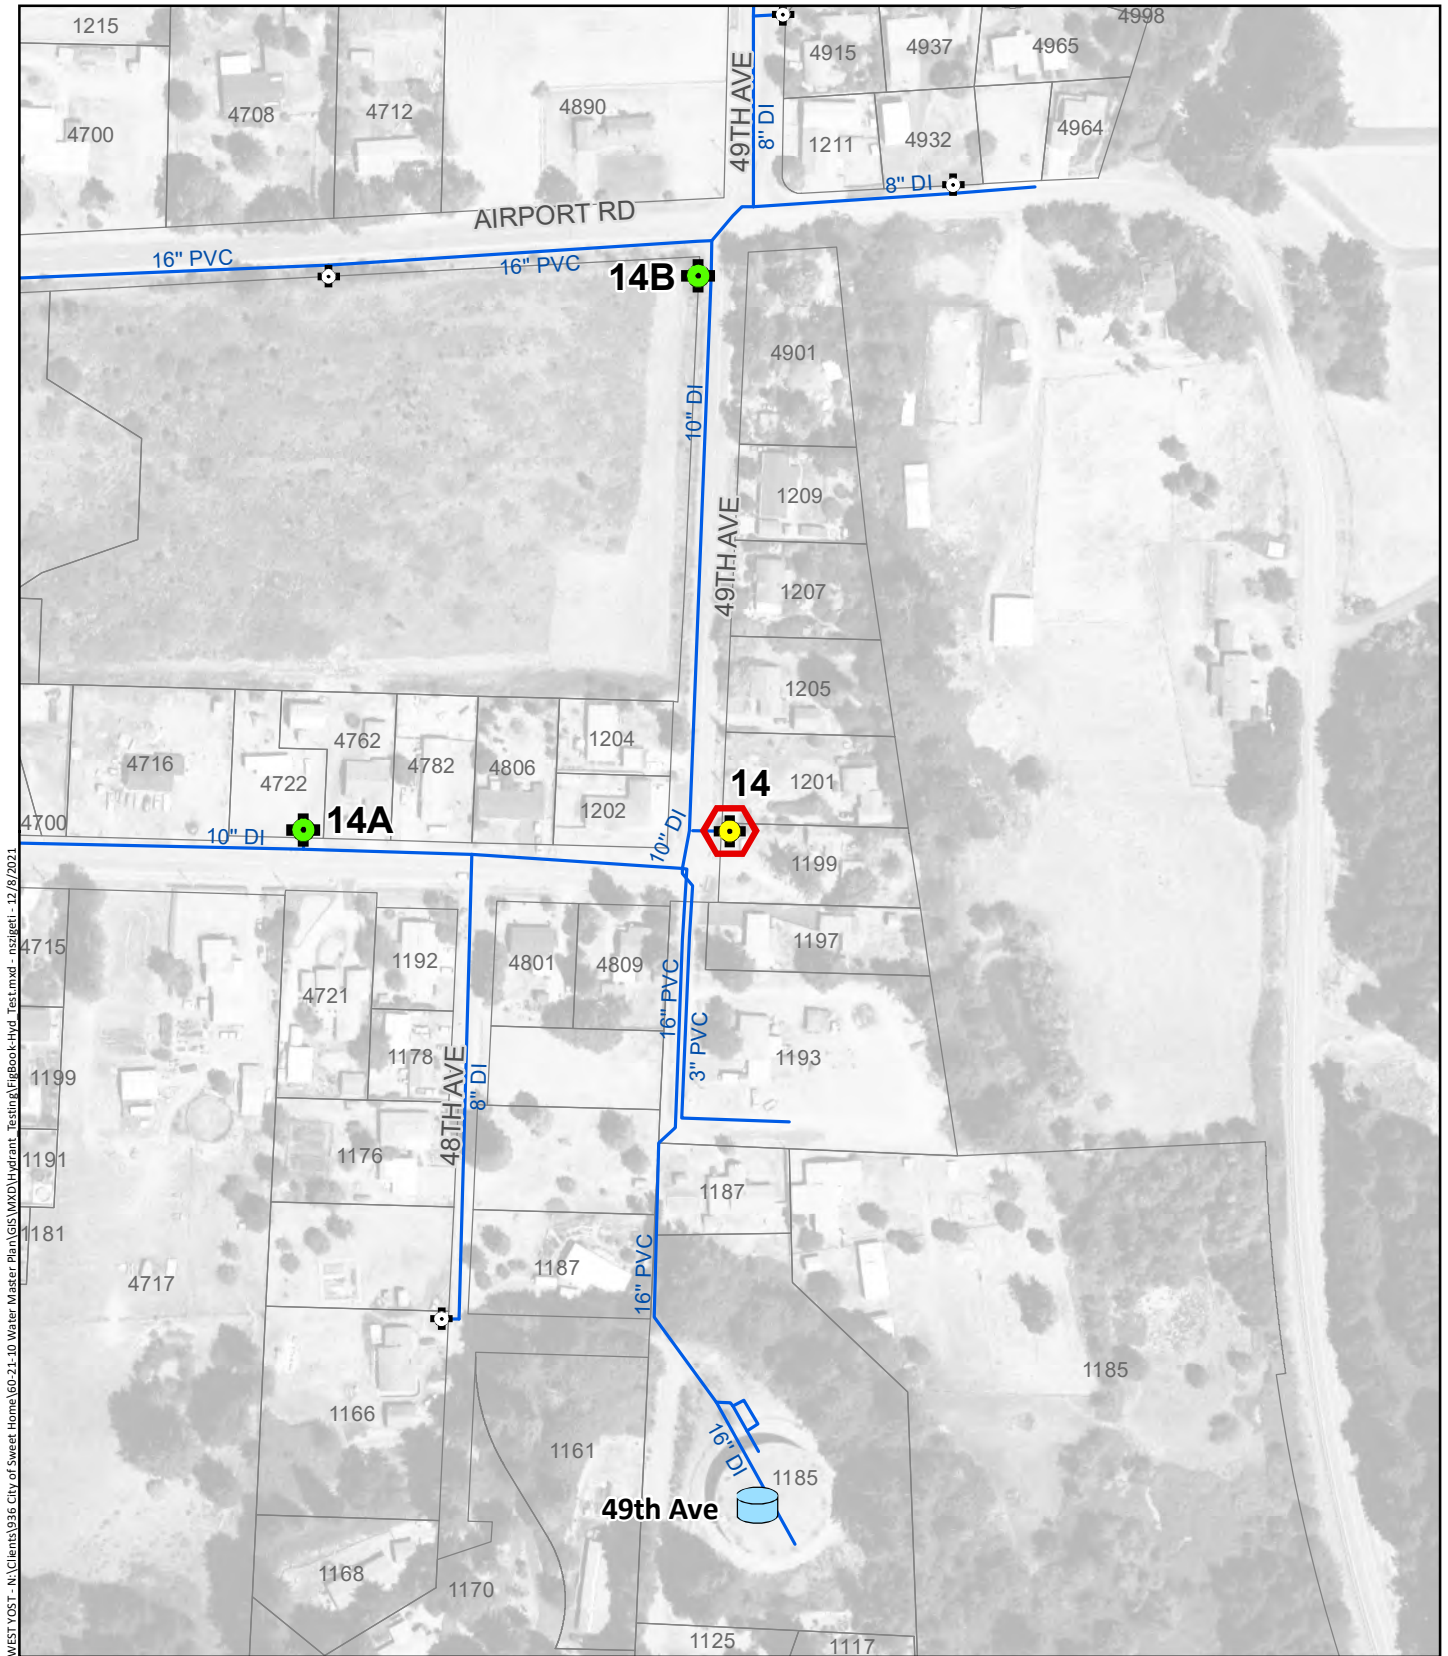 1215
4998
4915
4937
4965
4708
4712
4890
4700
49TH AVE
8" DI
1211
4932
4964
8" DI
AIRPORT RD
16" PVC
16" PVC
14B
4901
10" DI
1209
49TH AVE
1207
1205
1204
4762
4716
4722
4782
4806
14
1201
1202
4700
14A
10" DI
10" DI
1199
4715
1192
4801
4809
1197
4721
16" PVC
3" PVC
1193
1178
1199
48TH AVE
8" DI
1176
1191
1187
1181
4717
1187
16" PVC
1185
1166
1161
16" DI
1185
49th Ave
1168
1170
1125
1117
WEST YOST - N:\Clients\936 City of Sweet Home\60-21-10 Water Master Plan\GIS\MXD\Hydrant_Testing\FigBook-Hyd_Test.mxd - nszigeti - 12/8/2021